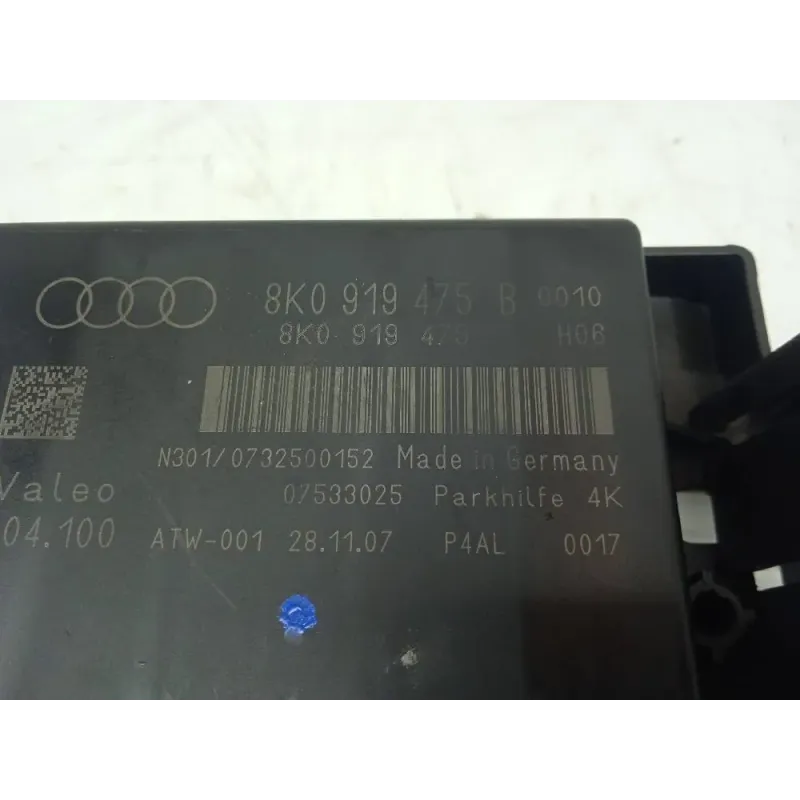 8K0 919 475 B 0010
8K0 919 475 H06
N301/0732500152 Made in Germany
Valeo 07533025 Parkhilfe 4K
04.100 ATW-001 28.11.07 P4AL 0017